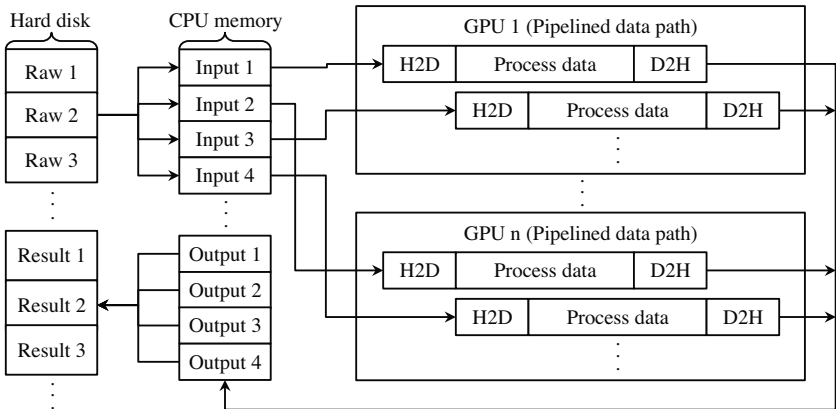 Hard disk
Raw 1
Raw 2
Raw 3
Result 1
Result 2
Result 3
CPU memory
Input 1
Input 2
Input 3
Input 4
Output 1
Output 2
Output 3
Output 4
GPU 1 (Pipelined data path)
H2D Process data D2H
H2D Process data D2H
GPU n (Pipelined data path)
H2D Process data D2H
H2D Process data D2H